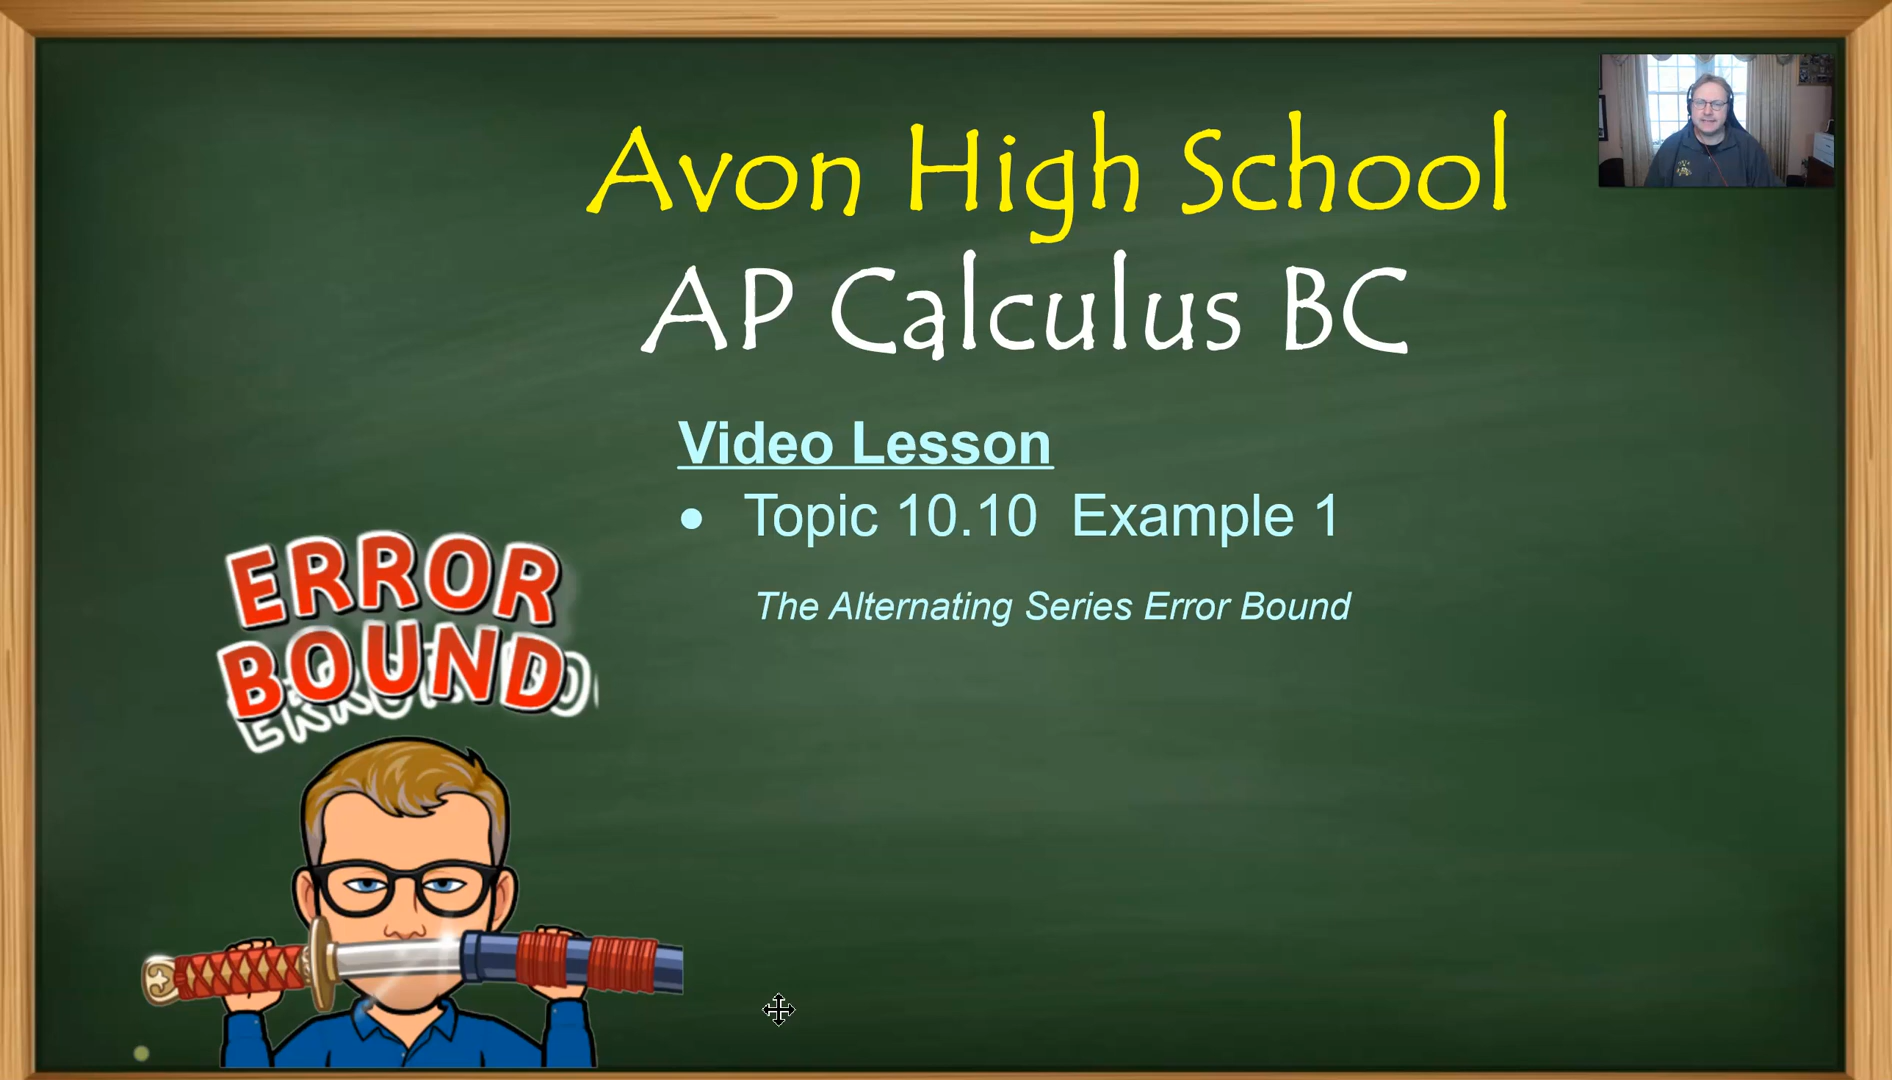 Avon High School
AP Calculus BC
Video Lesson
● Topic 10.10 Example 1
The Alternating Series Error Bound
ERROR
BOUND